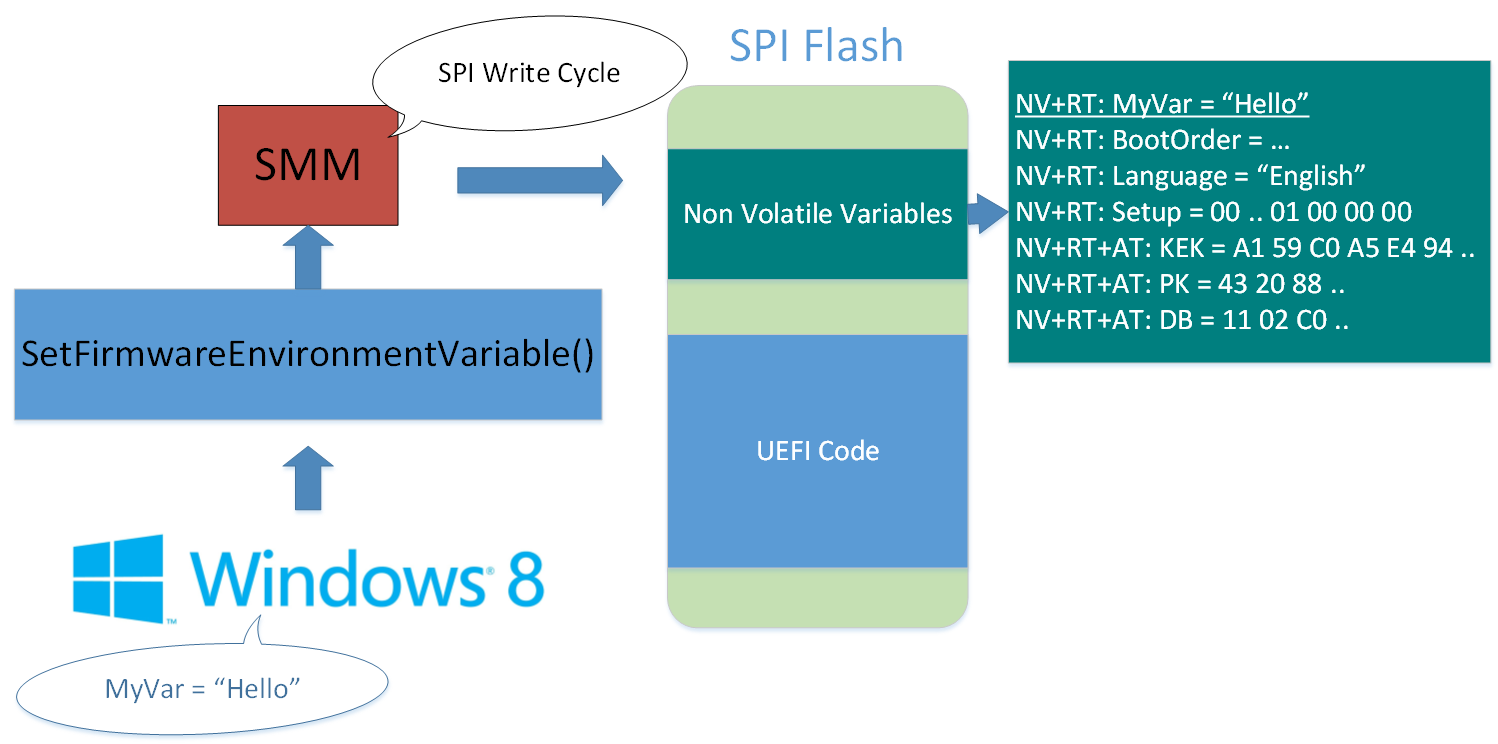 SPI Write Cycle
SPI Flash
SMM
NV+RT: MyVar = “Hello”
NV+RT: BootOrder = …
NV+RT: Language = “English”
NV+RT: Setup = 00 .. 01 00 00 00
NV+RT+AT: KEK = A1 59 C0 A5 E4 94 ..
NV+RT+AT: PK = 43 20 88 ..
NV+RT+AT: DB = 11 02 C0 ..
Non Volatile Variables
SetFirmwareEnvironmentVariable()
UEFI Code
Windows® 8
™
MyVar = “Hello”